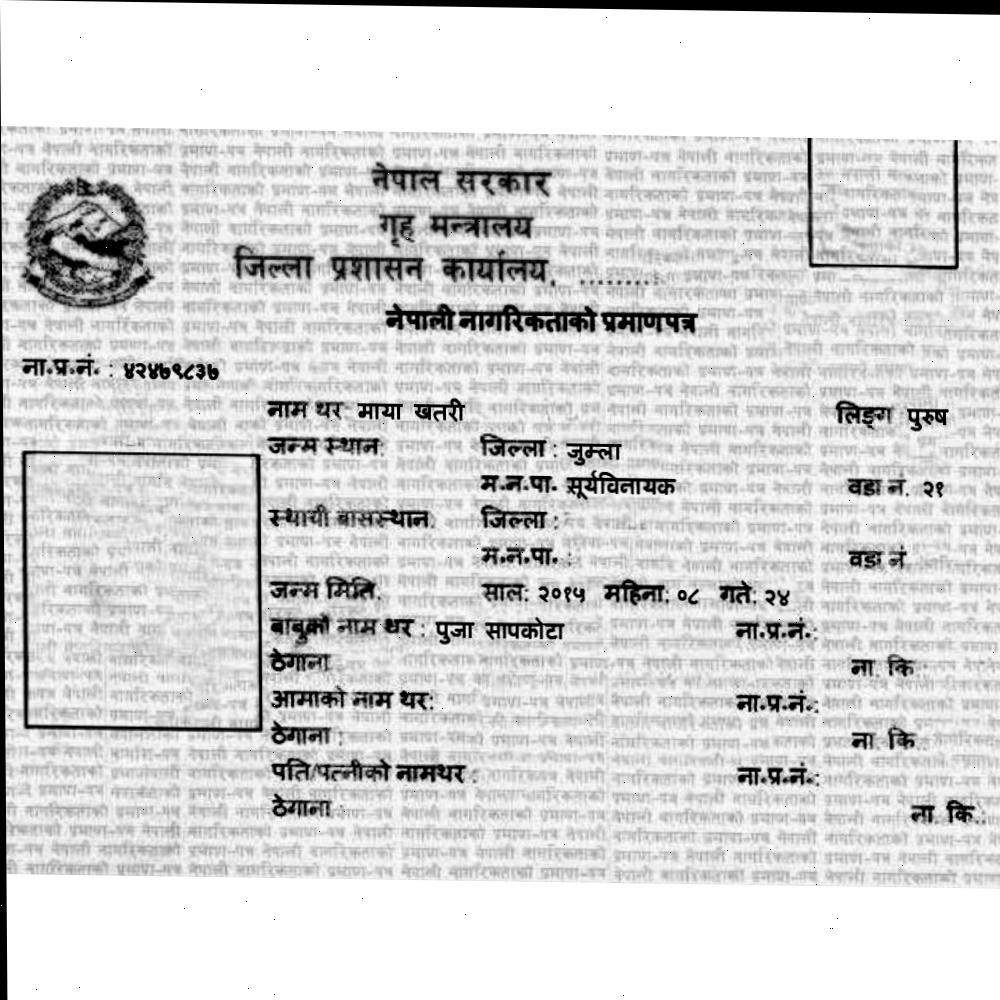 नेपाल सरकार
गृह मन्त्रालय
जिल्ला प्रशासन कार्यालय, .........
नेपाली नागरिकताको प्रमाणपत्र
ना.प्र.नं. : ४२४७९८३७
नाम थर: माया खतरी लिङ्ग पुरुष
जन्म स्थान: जिल्ला : जुम्ला
म.न.पा. सूर्यविनायक वडा नं. २१
स्थायी बासस्थान: जिल्ला :
म.न.पा. : वडा नं
जन्म मिति: साल: २०१५ महिना: ०८ गते: २४
बाबुको नाम थर : पुजा सापकोटा ना.प्र.नं.:
ठेगाना ना. कि.:
आमाको नाम थर: ना.प्र.नं.:
ठेगाना : ना. कि.
पति/पत्नीको नामथर : ना.प्र.नं.:
ठेगाना : ना. कि.: